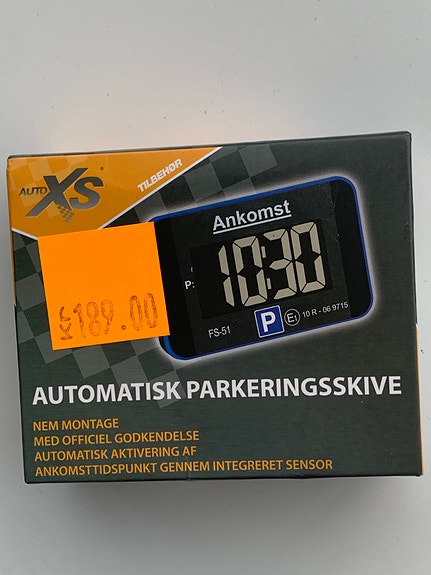 AUTO XS®
TILBEHØR
Ankomst
10:30
P:
FS-51
P
E1 10 R - 06 9715
189.00
AUTOMATISK PARKERINGSSKIVE
NEM MONTAGE
MED OFFICIEL GODKENDELSE
AUTOMATISK AKTIVERING AF
ANKOMSTTIDSPUNKT GENNEM INTEGRERET SENSOR